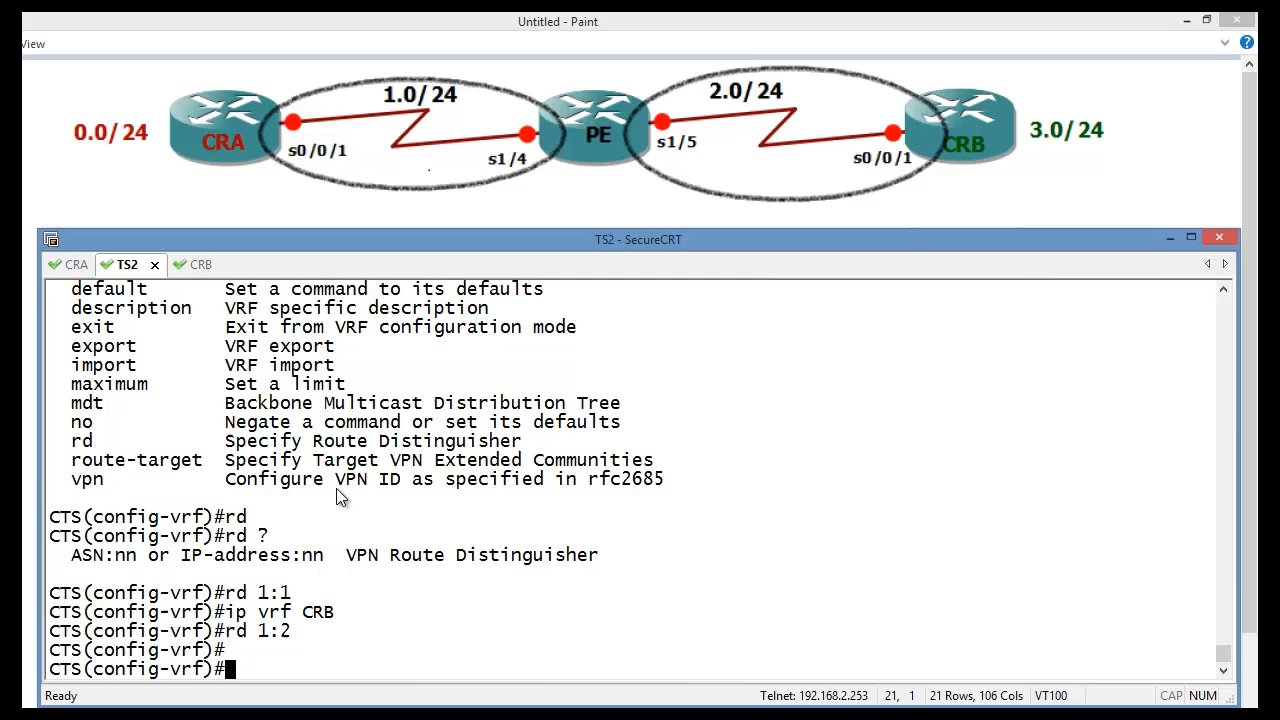 Untitled - Paint
View
0.0/24
CRA
1.0/24
s0/0/1
s1/4
PE
2.0/24
s1/5
s0/0/1
CRB
3.0/24
TS2 - SecureCRT
CRA TS2 CRB
default Set a command to its defaults
description VRF specific description
exit Exit from VRF configuration mode
export VRF export
import VRF import
maximum Set a limit
mdt Backbone Multicast Distribution Tree
no Negate a command or set its defaults
rd Specify Route Distinguisher
route-target Specify Target VPN Extended Communities
vpn Configure VPN ID as specified in rfc2685
CTS(config-vrf)#rd
CTS(config-vrf)#rd ?
ASN:nn or IP-address:nn VPN Route Distinguisher
CTS(config-vrf)#rd 1:1
CTS(config-vrf)#ip vrf CRB
CTS(config-vrf)#rd 1:2
CTS(config-vrf)#
CTS(config-vrf)#
Ready Telnet: 192.168.2.253 21, 1 21 Rows, 106 Cols VT100 CAP NUM